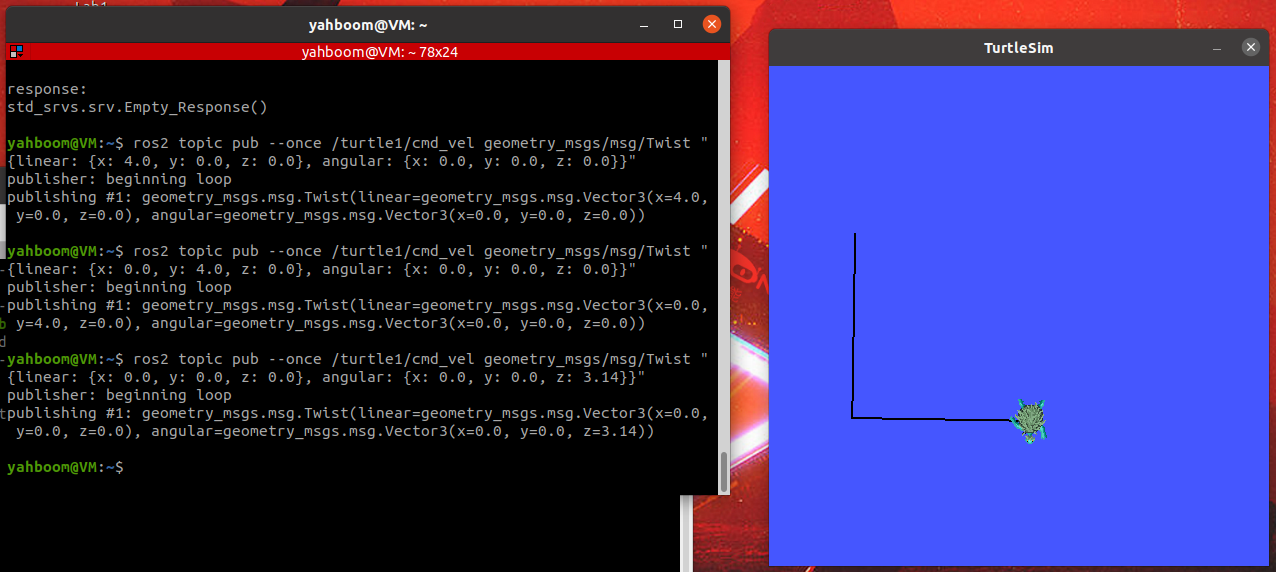 Lab1
yahboom@VM: ~
yahboom@VM: ~ 78x24
response:
std_srvs.srv.Empty_Response()
yahboom@VM:~$ ros2 topic pub --once /turtle1/cmd_vel geometry_msgs/msg/Twist "
{linear: {x: 4.0, y: 0.0, z: 0.0}, angular: {x: 0.0, y: 0.0, z: 0.0}}"
publisher: beginning loop
publishing #1: geometry_msgs.msg.Twist(linear=geometry_msgs.msg.Vector3(x=4.0,
y=0.0, z=0.0), angular=geometry_msgs.msg.Vector3(x=0.0, y=0.0, z=0.0))
yahboom@VM:~$ ros2 topic pub --once /turtle1/cmd_vel geometry_msgs/msg/Twist "
{linear: {x: 0.0, y: 4.0, z: 0.0}, angular: {x: 0.0, y: 0.0, z: 0.0}}"
publisher: beginning loop
publishing #1: geometry_msgs.msg.Twist(linear=geometry_msgs.msg.Vector3(x=0.0,
y=4.0, z=0.0), angular=geometry_msgs.msg.Vector3(x=0.0, y=0.0, z=0.0))
yahboom@VM:~$ ros2 topic pub --once /turtle1/cmd_vel geometry_msgs/msg/Twist "
{linear: {x: 0.0, y: 0.0, z: 0.0}, angular: {x: 0.0, y: 0.0, z: 3.14}}"
publisher: beginning loop
publishing #1: geometry_msgs.msg.Twist(linear=geometry_msgs.msg.Vector3(x=0.0,
y=0.0, z=0.0), angular=geometry_msgs.msg.Vector3(x=0.0, y=0.0, z=3.14))
yahboom@VM:~$
TurtleSim